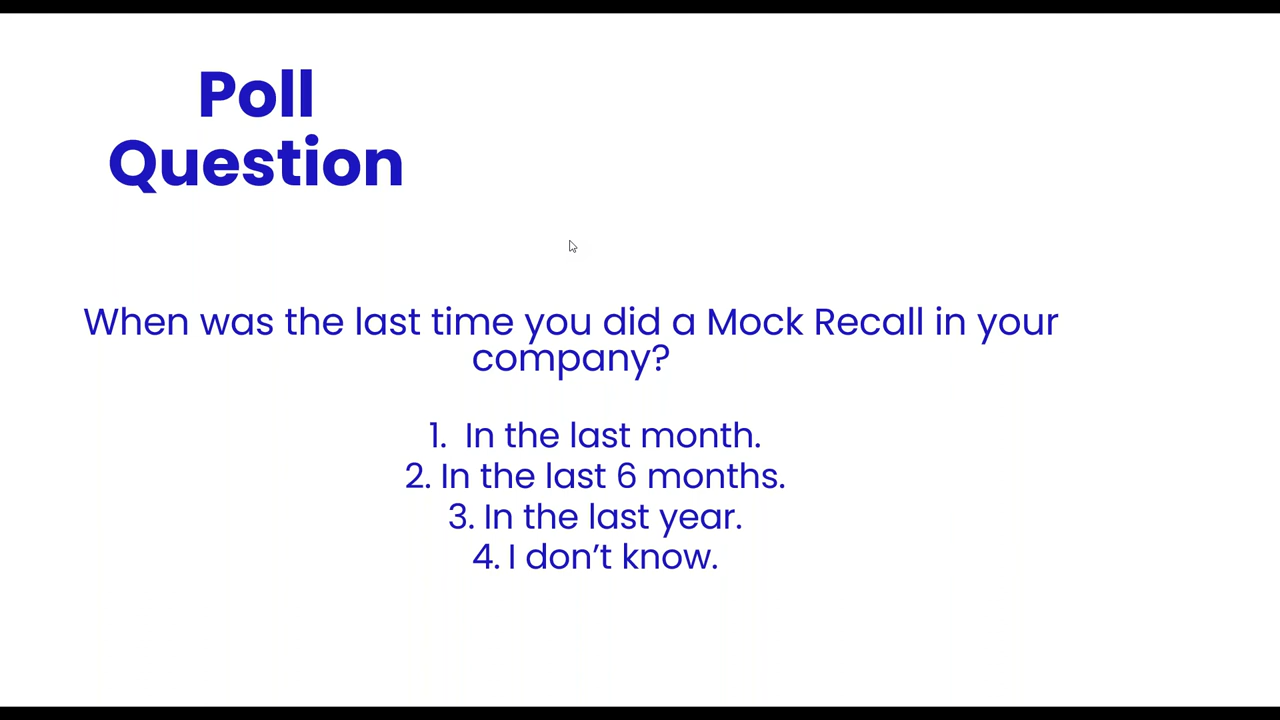 Poll
Question
When was the last time you did a Mock Recall in your
company?
1. In the last month.
2. In the last 6 months.
3. In the last year.
4. I don’t know.